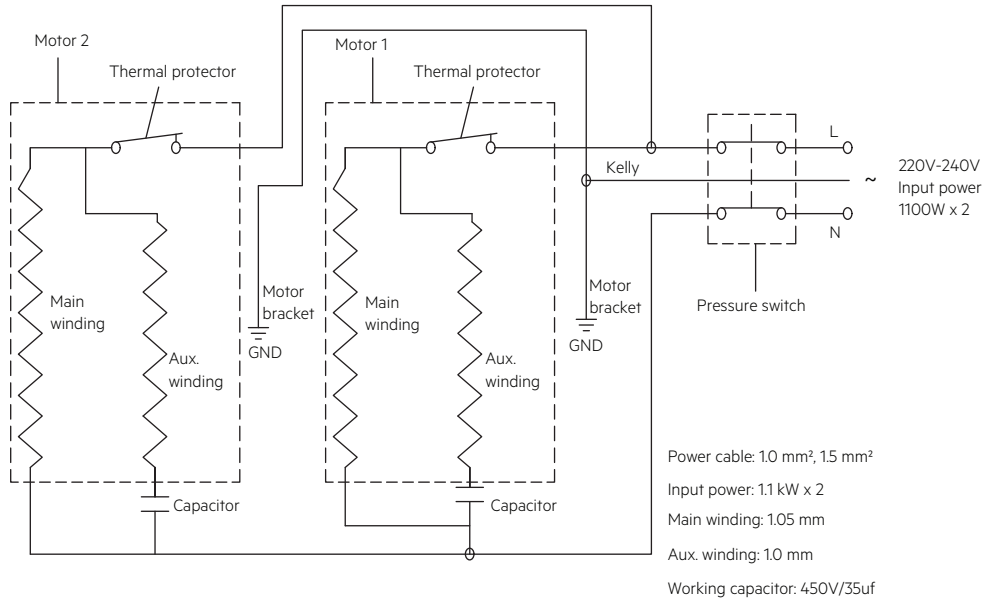 Motor 2
Thermal protector
Main
winding
Aux.
winding
Capacitor
Motor
bracket
GND
Motor 1
Thermal protector
Main
winding
Aux.
winding
Capacitor
Kelly
Motor
bracket
GND
L
~
N
220V-240V
Input power
1100W x 2
Pressure switch
Power cable: 1.0 mm², 1.5 mm²
Input power: 1.1 kW x 2
Main winding: 1.05 mm
Aux. winding: 1.0 mm
Working capacitor: 450V/35uf